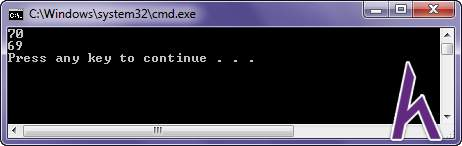 C:\Windows\system32\cmd.exe
70
69
Press any key to continue . . .